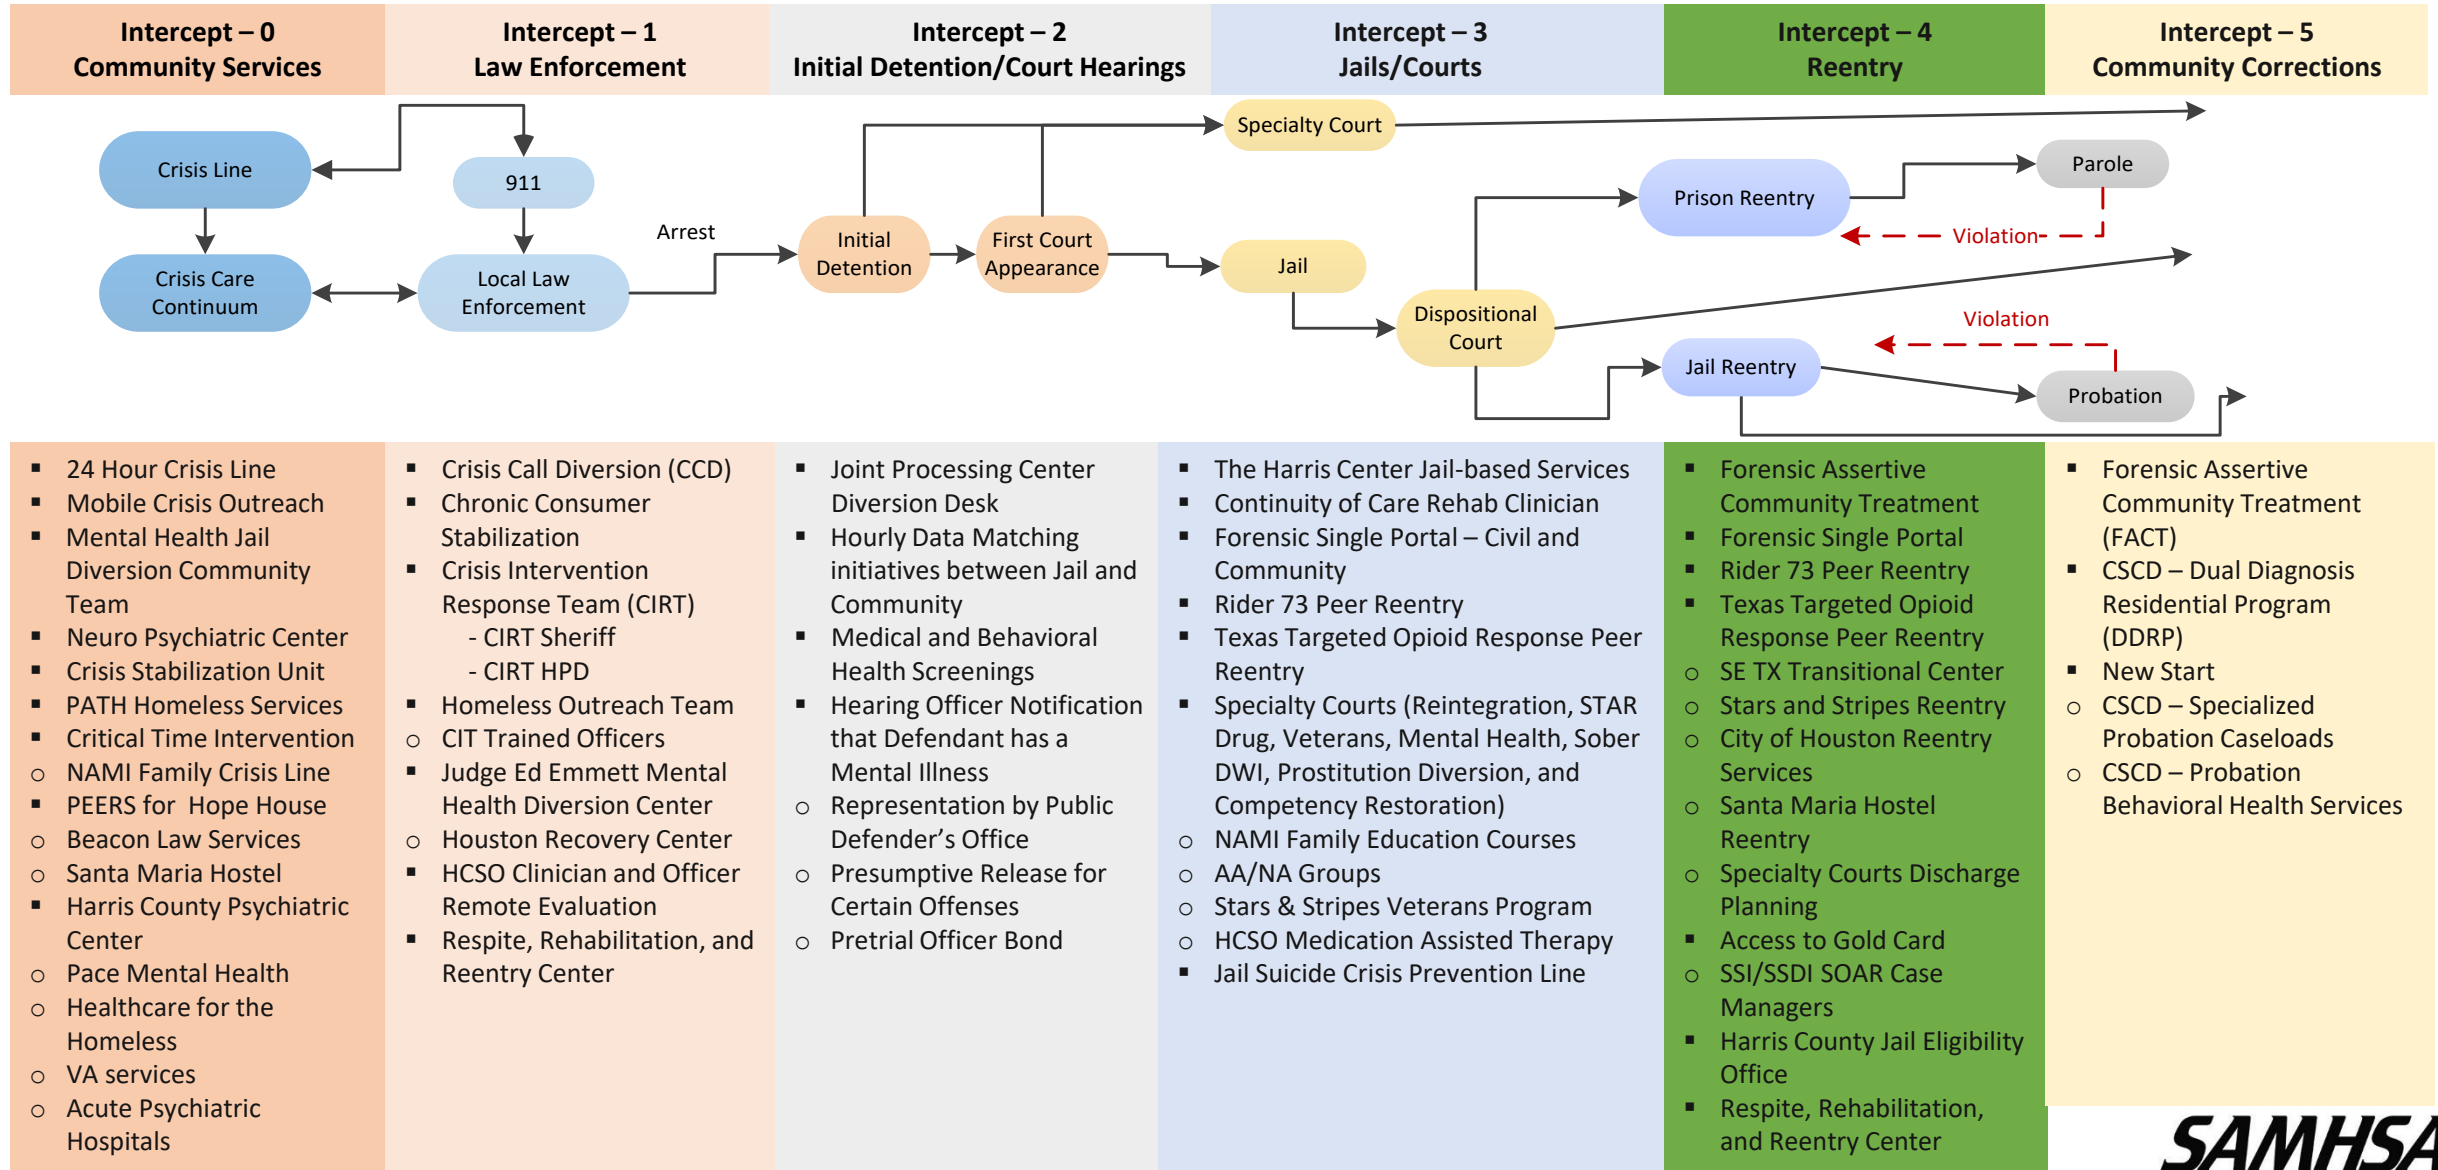 Intercept – 0
Community Services
Intercept – 1
Law Enforcement
Intercept – 2
Initial Detention/Court Hearings
Intercept – 3
Jails/Courts
Intercept – 4
Reentry
Intercept – 5
Community Corrections
Crisis Line
Crisis Care
Continuum
911
Local Law
Enforcement
Arrest
Initial
Detention
First Court
Appearance
Specialty Court
Jail
Dispositional
Court
Prison Reentry
Jail Reentry
Parole
Violation
Violation
Probation
▪ 24 Hour Crisis Line
▪ Mobile Crisis Outreach
▪ Mental Health Jail
Diversion Community
Team
▪ Neuro Psychiatric Center
▪ Crisis Stabilization Unit
▪ PATH Homeless Services
▪ Critical Time Intervention
○ NAMI Family Crisis Line
▪ PEERS for Hope House
○ Beacon Law Services
○ Santa Maria Hostel
▪ Harris County Psychiatric
Center
○ Pace Mental Health
○ Healthcare for the
Homeless
○ VA services
○ Acute Psychiatric
Hospitals
▪ Crisis Call Diversion (CCD)
▪ Chronic Consumer
Stabilization
▪ Crisis Intervention
Response Team (CIRT)
- CIRT Sheriff
- CIRT HPD
▪ Homeless Outreach Team
○ CIT Trained Officers
▪ Judge Ed Emmett Mental
Health Diversion Center
○ Houston Recovery Center
▪ HCSO Clinician and Officer
Remote Evaluation
▪ Respite, Rehabilitation, and
Reentry Center
▪ Joint Processing Center
Diversion Desk
▪ Hourly Data Matching
initiatives between Jail and
Community
▪ Medical and Behavioral
Health Screenings
▪ Hearing Officer Notification
that Defendant has a
Mental Illness
○ Representation by Public
Defender’s Office
○ Presumptive Release for
Certain Offenses
○ Pretrial Officer Bond
▪ The Harris Center Jail-based Services
▪ Continuity of Care Rehab Clinician
▪ Forensic Single Portal – Civil and
Community
▪ Rider 73 Peer Reentry
▪ Texas Targeted Opioid Response Peer
Reentry
▪ Specialty Courts (Reintegration, STAR
Drug, Veterans, Mental Health, Sober
DWI, Prostitution Diversion, and
Competency Restoration)
○ NAMI Family Education Courses
○ AA/NA Groups
○ Stars & Stripes Veterans Program
○ HCSO Medication Assisted Therapy
▪ Jail Suicide Crisis Prevention Line
▪ Forensic Assertive
Community Treatment
▪ Forensic Single Portal
▪ Rider 73 Peer Reentry
▪ Texas Targeted Opioid
Response Peer Reentry
○ SE TX Transitional Center
○ Stars and Stripes Reentry
○ City of Houston Reentry
Services
○ Santa Maria Hostel
Reentry
○ Specialty Courts Discharge
Planning
▪ Access to Gold Card
○ SSI/SSDI SOAR Case
Managers
▪ Harris County Jail Eligibility
Office
▪ Respite, Rehabilitation,
and Reentry Center
▪ Forensic Assertive
Community Treatment
(FACT)
▪ CSCD – Dual Diagnosis
Residential Program
(DDRP)
▪ New Start
○ CSCD – Specialized
Probation Caseloads
○ CSCD – Probation
Behavioral Health Services
SAMHSA